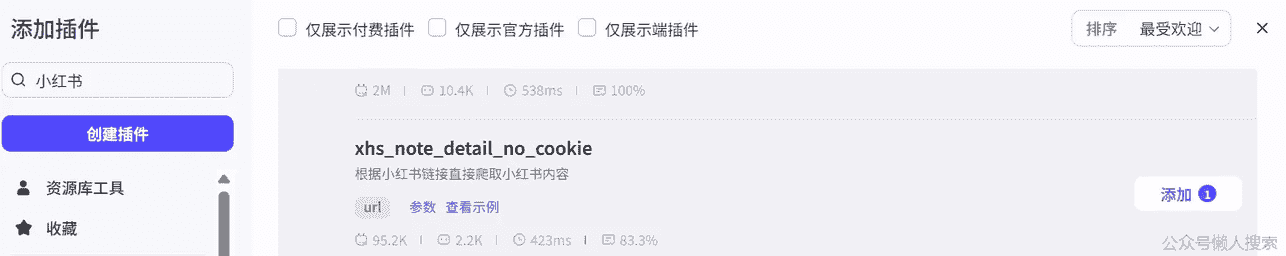 添加插件
仅展示付费插件 仅展示官方插件 仅展示端插件
排序 最受欢迎
小红书
创建插件
资源库工具
收藏
2M 10.4K 538ms 100%
xhs_note_detail_no_cookie
根据小红书链接直接爬取小红书内容
url 参数 查看示例
添加 1
95.2K 2.2K 423ms 83.3%
公众号懒人搜索